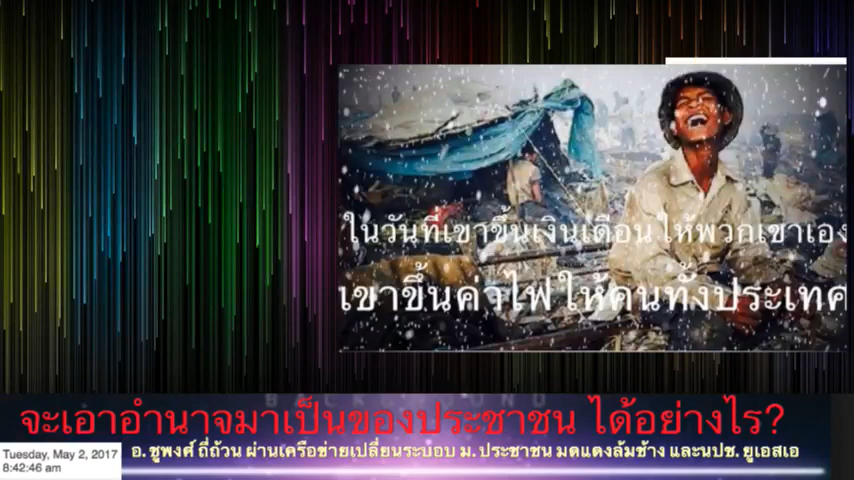 ในวันที่เขาขึ้นเงินเดือนให้พวกเขาเอง
เขาขึ้นค่าไฟให้คนทั้งประเทศ
จะเอาอำนาจมาเป็นของประชาชน ได้อย่างไร?
อ. ชูพงศ์ ถี่ถ้วน ผ่านเครือข่ายเปลี่ยนระบอบ ม. ประชาชน มดแดงล้มช้าง และนปช. ยูเอสเอ
Tuesday, May 2, 2017
8:42:46 am